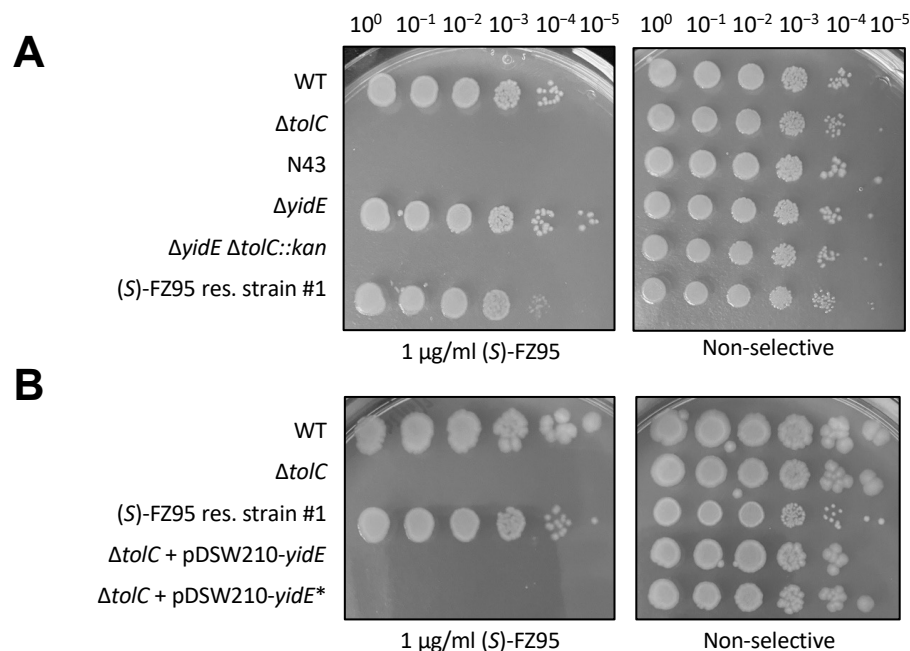 10⁰ 10⁻¹ 10⁻² 10⁻³ 10⁻⁴ 10⁻⁵ 10⁰ 10⁻¹ 10⁻² 10⁻³ 10⁻⁴ 10⁻⁵
A
WT
ΔtolC
N43
ΔyidE
ΔyidE ΔtolC::kan
(S)-FZ95 res. strain #1
1 µg/ml (S)-FZ95 Non-selective
B
WT
ΔtolC
(S)-FZ95 res. strain #1
ΔtolC + pDSW210-yidE
ΔtolC + pDSW210-yidE*
1 µg/ml (S)-FZ95 Non-selective